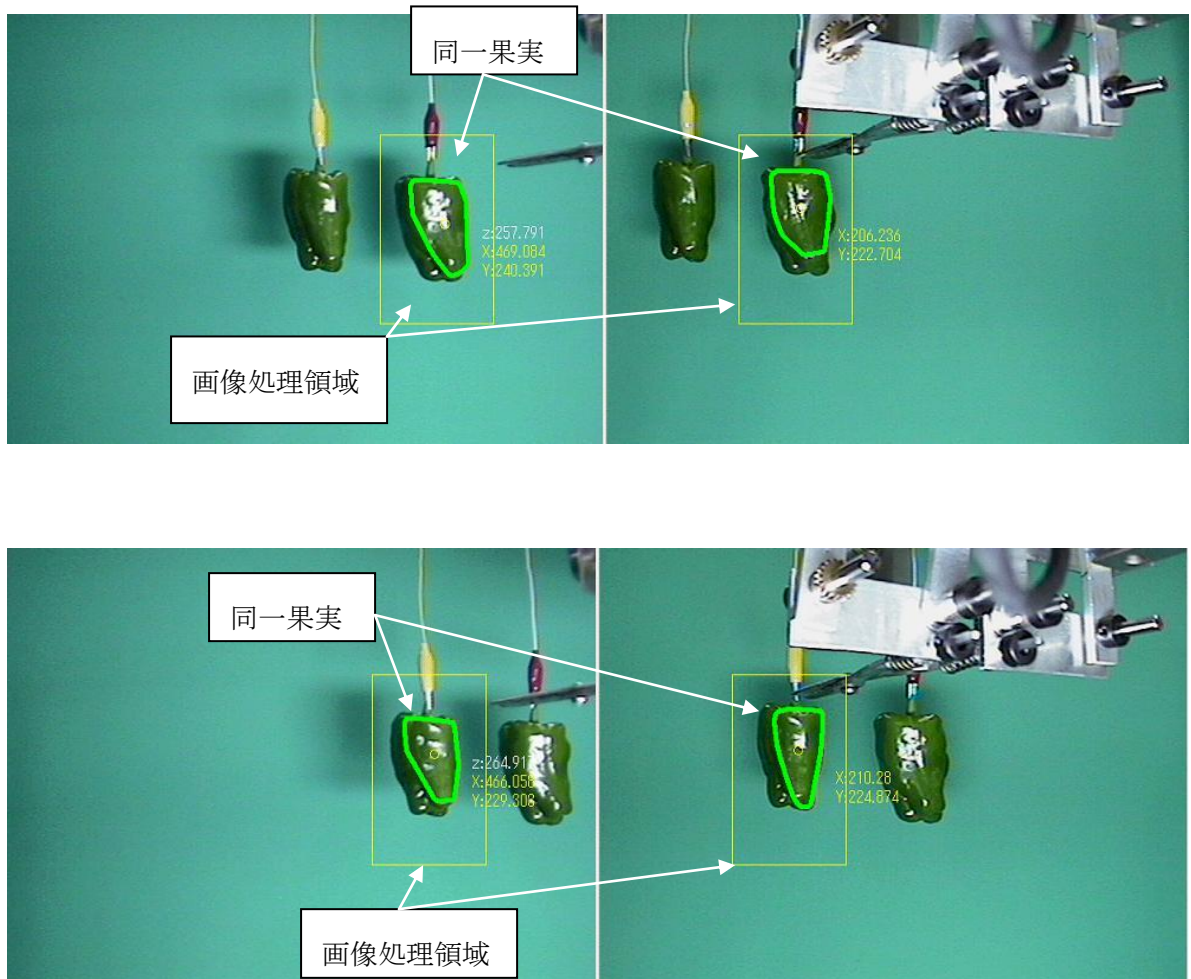 同一果実
z:257.791
X:469.084
Y:240.391
X:206.236
Y:222.704
画像処理領域
同一果実
z:264.917
X:466.058
Y:229.308
X:210.28
Y:224.874
画像処理領域